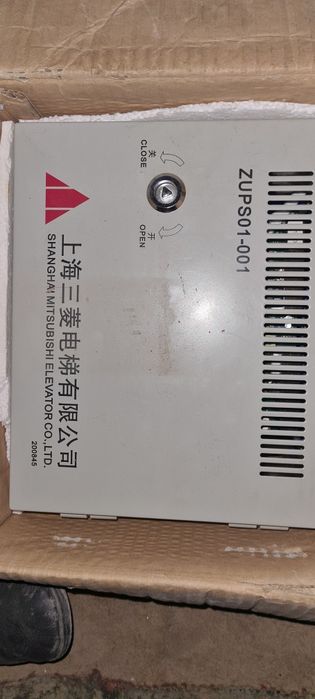 ZUPS01-001
关
CLOSE
开
OPEN
上海三菱电梯有限公司
SHANGHAI MITSUBISHI ELEVATOR CO.,LTD.
200845